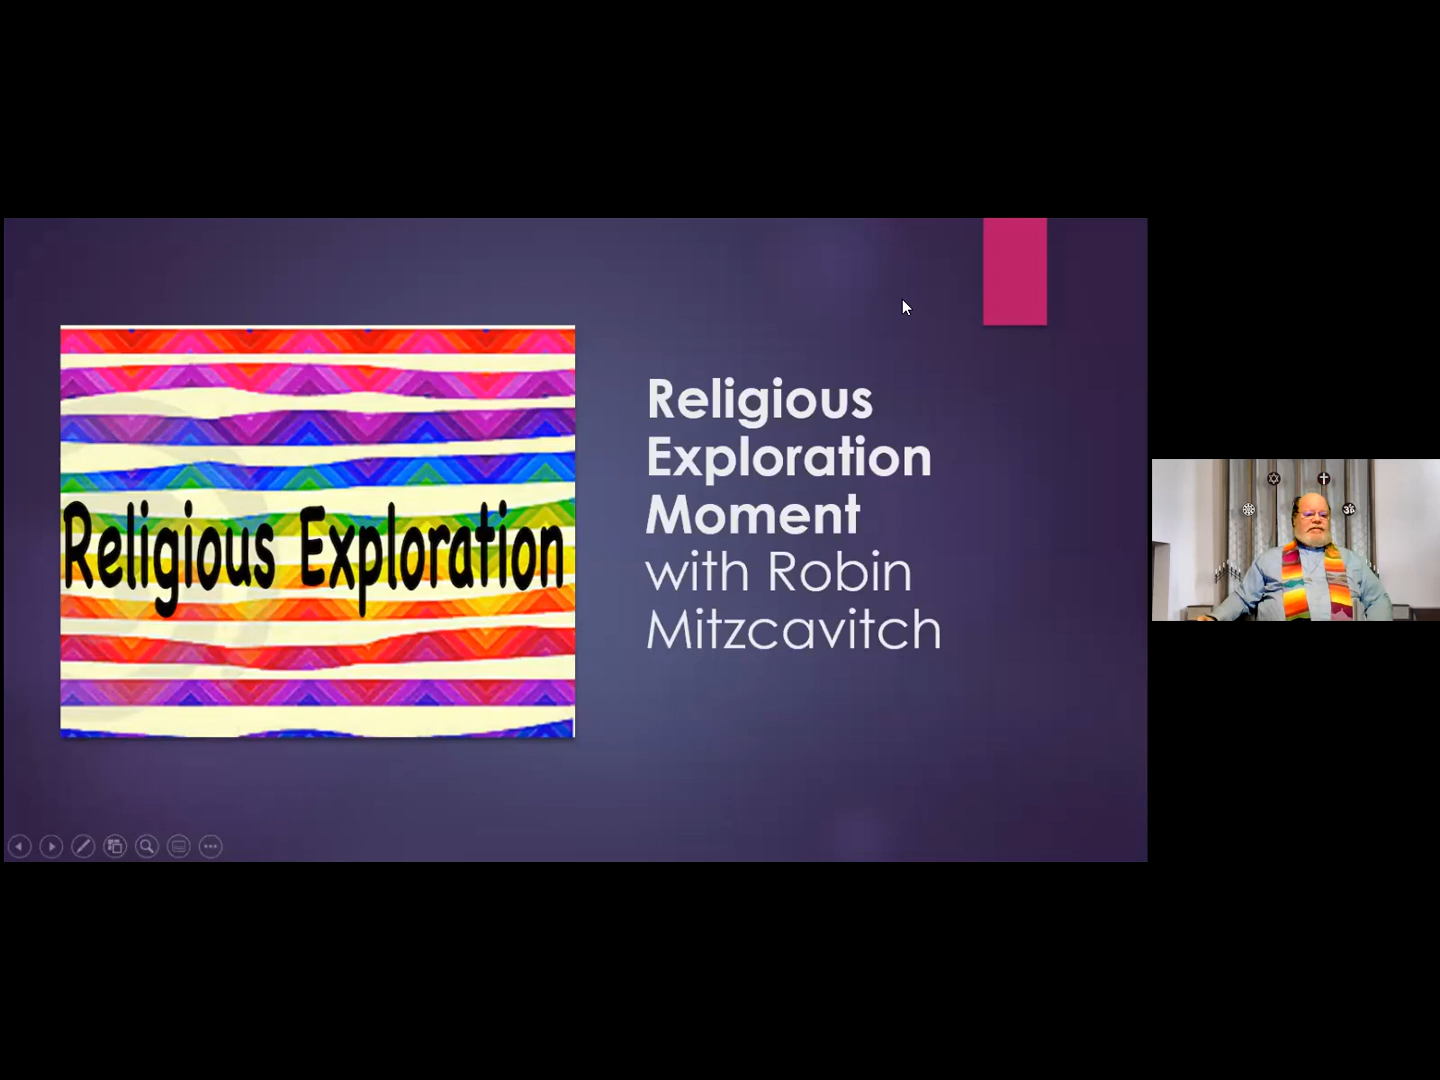 Religious Exploration
Religious
Exploration
Moment
with Robin
Mitzcavitch